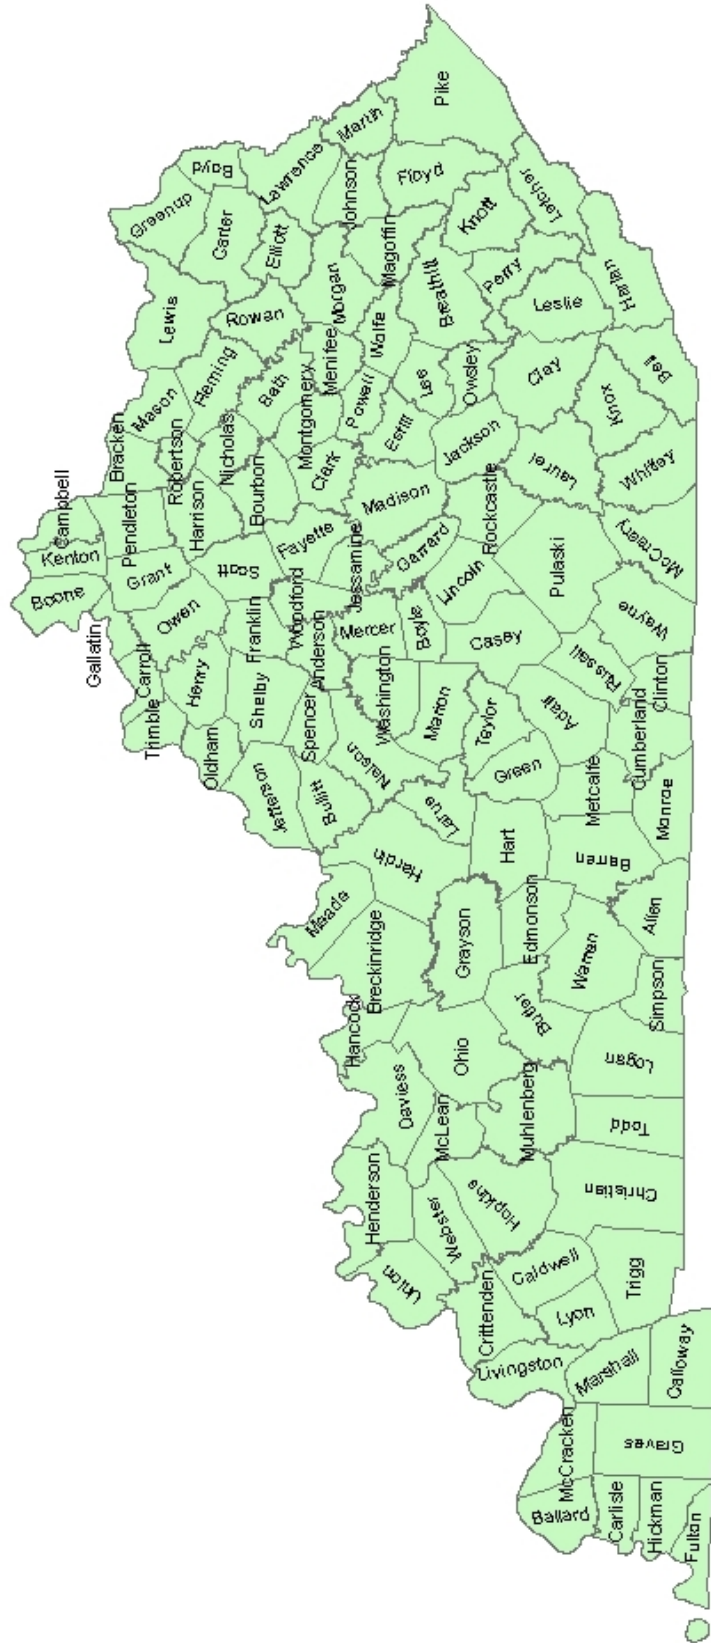 Campbell
Kenton
Boone
Gallatin
Bracken
Pendleton
Grant
Carroll
Trimble
Owen
Mason
Robertson
Harrison
Scott
Henry
Oldham
Lewis
Greenup
Boyd
Carter
Fleming
Nicholas
Bourbon
Franklin
Shelby
Jefferson
Rowan
Elliott
Lawrence
Bath
Montgomery
Clark
Fayette
Woodford
Anderson
Spencer
Bullitt
Nelson
Martin
Johnson
Morgan
Menifee
Magoffin
Wolfe
Powell
Estill
Madison
Jessamine
Mercer
Washington
Hardin
Meade
Breckinridge
Hancock
Daviess
Henderson
Union
Pike
Floyd
Knott
Breathitt
Lee
Owsley
Perry
Jackson
Garrard
Boyle
Lincoln
Marion
Larue
Taylor
Green
Casey
Rockcastle
Grayson
Hart
Edmonson
Ohio
McLean
Webster
Hopkins
Muhlenberg
Butler
Crittenden
Livingston
Caldwell
Lyon
Letcher
Leslie
Harlan
Clay
Laurel
Knox
Bell
Whitley
Pulaski
McCreary
Wayne
Russell
Adair
Clinton
Cumberland
Metcalfe
Monroe
Barren
Allen
Warren
Simpson
Logan
Todd
Christian
Trigg
Marshall
Calloway
McCracken
Graves
Ballard
Carlisle
Hickman
Fulton